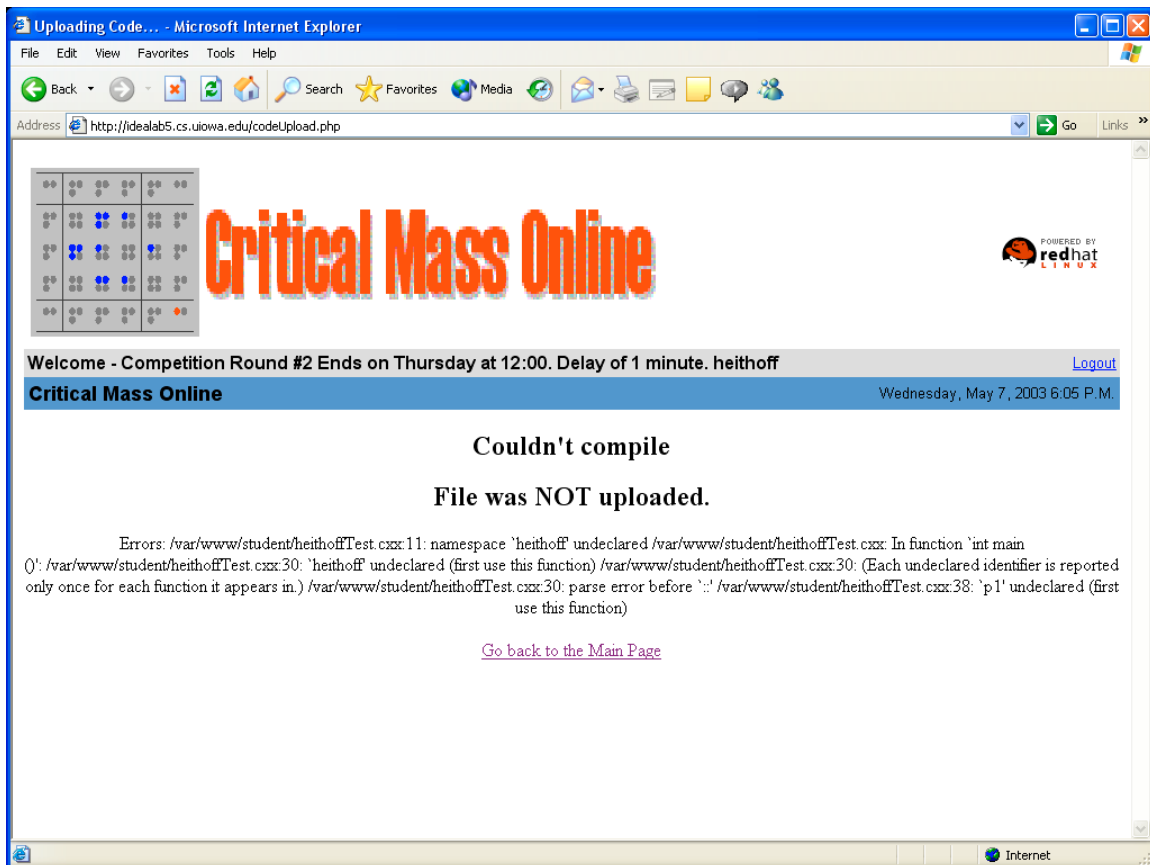 Uploading Code... - Microsoft Internet Explorer
File Edit View Favorites Tools Help
Back Search Favorites Media
Address http://idealab5.cs.uiowa.edu/codeUpload.php Go Links »
Critical Mass Online
POWERED BY
redhat
LINUX
Welcome - Competition Round #2 Ends on Thursday at 12:00. Delay of 1 minute. heithoff Logout
Critical Mass Online Wednesday, May 7, 2003 6:05 P.M.
Couldn't compile
File was NOT uploaded.
Errors: /var/www/student/heithoffTest.cxx:11: namespace `heithoff' undeclared /var/www/student/heithoffTest.cxx: In function `int main
()': /var/www/student/heithoffTest.cxx:30: `heithoff' undeclared (first use this function) /var/www/student/heithoffTest.cxx:30: (Each undeclared identifier is reported
only once for each function it appears in.) /var/www/student/heithoffTest.cxx:30: parse error before `::' /var/www/student/heithoffTest.cxx:38: `p1' undeclared (first
use this function)
Go back to the Main Page
Internet